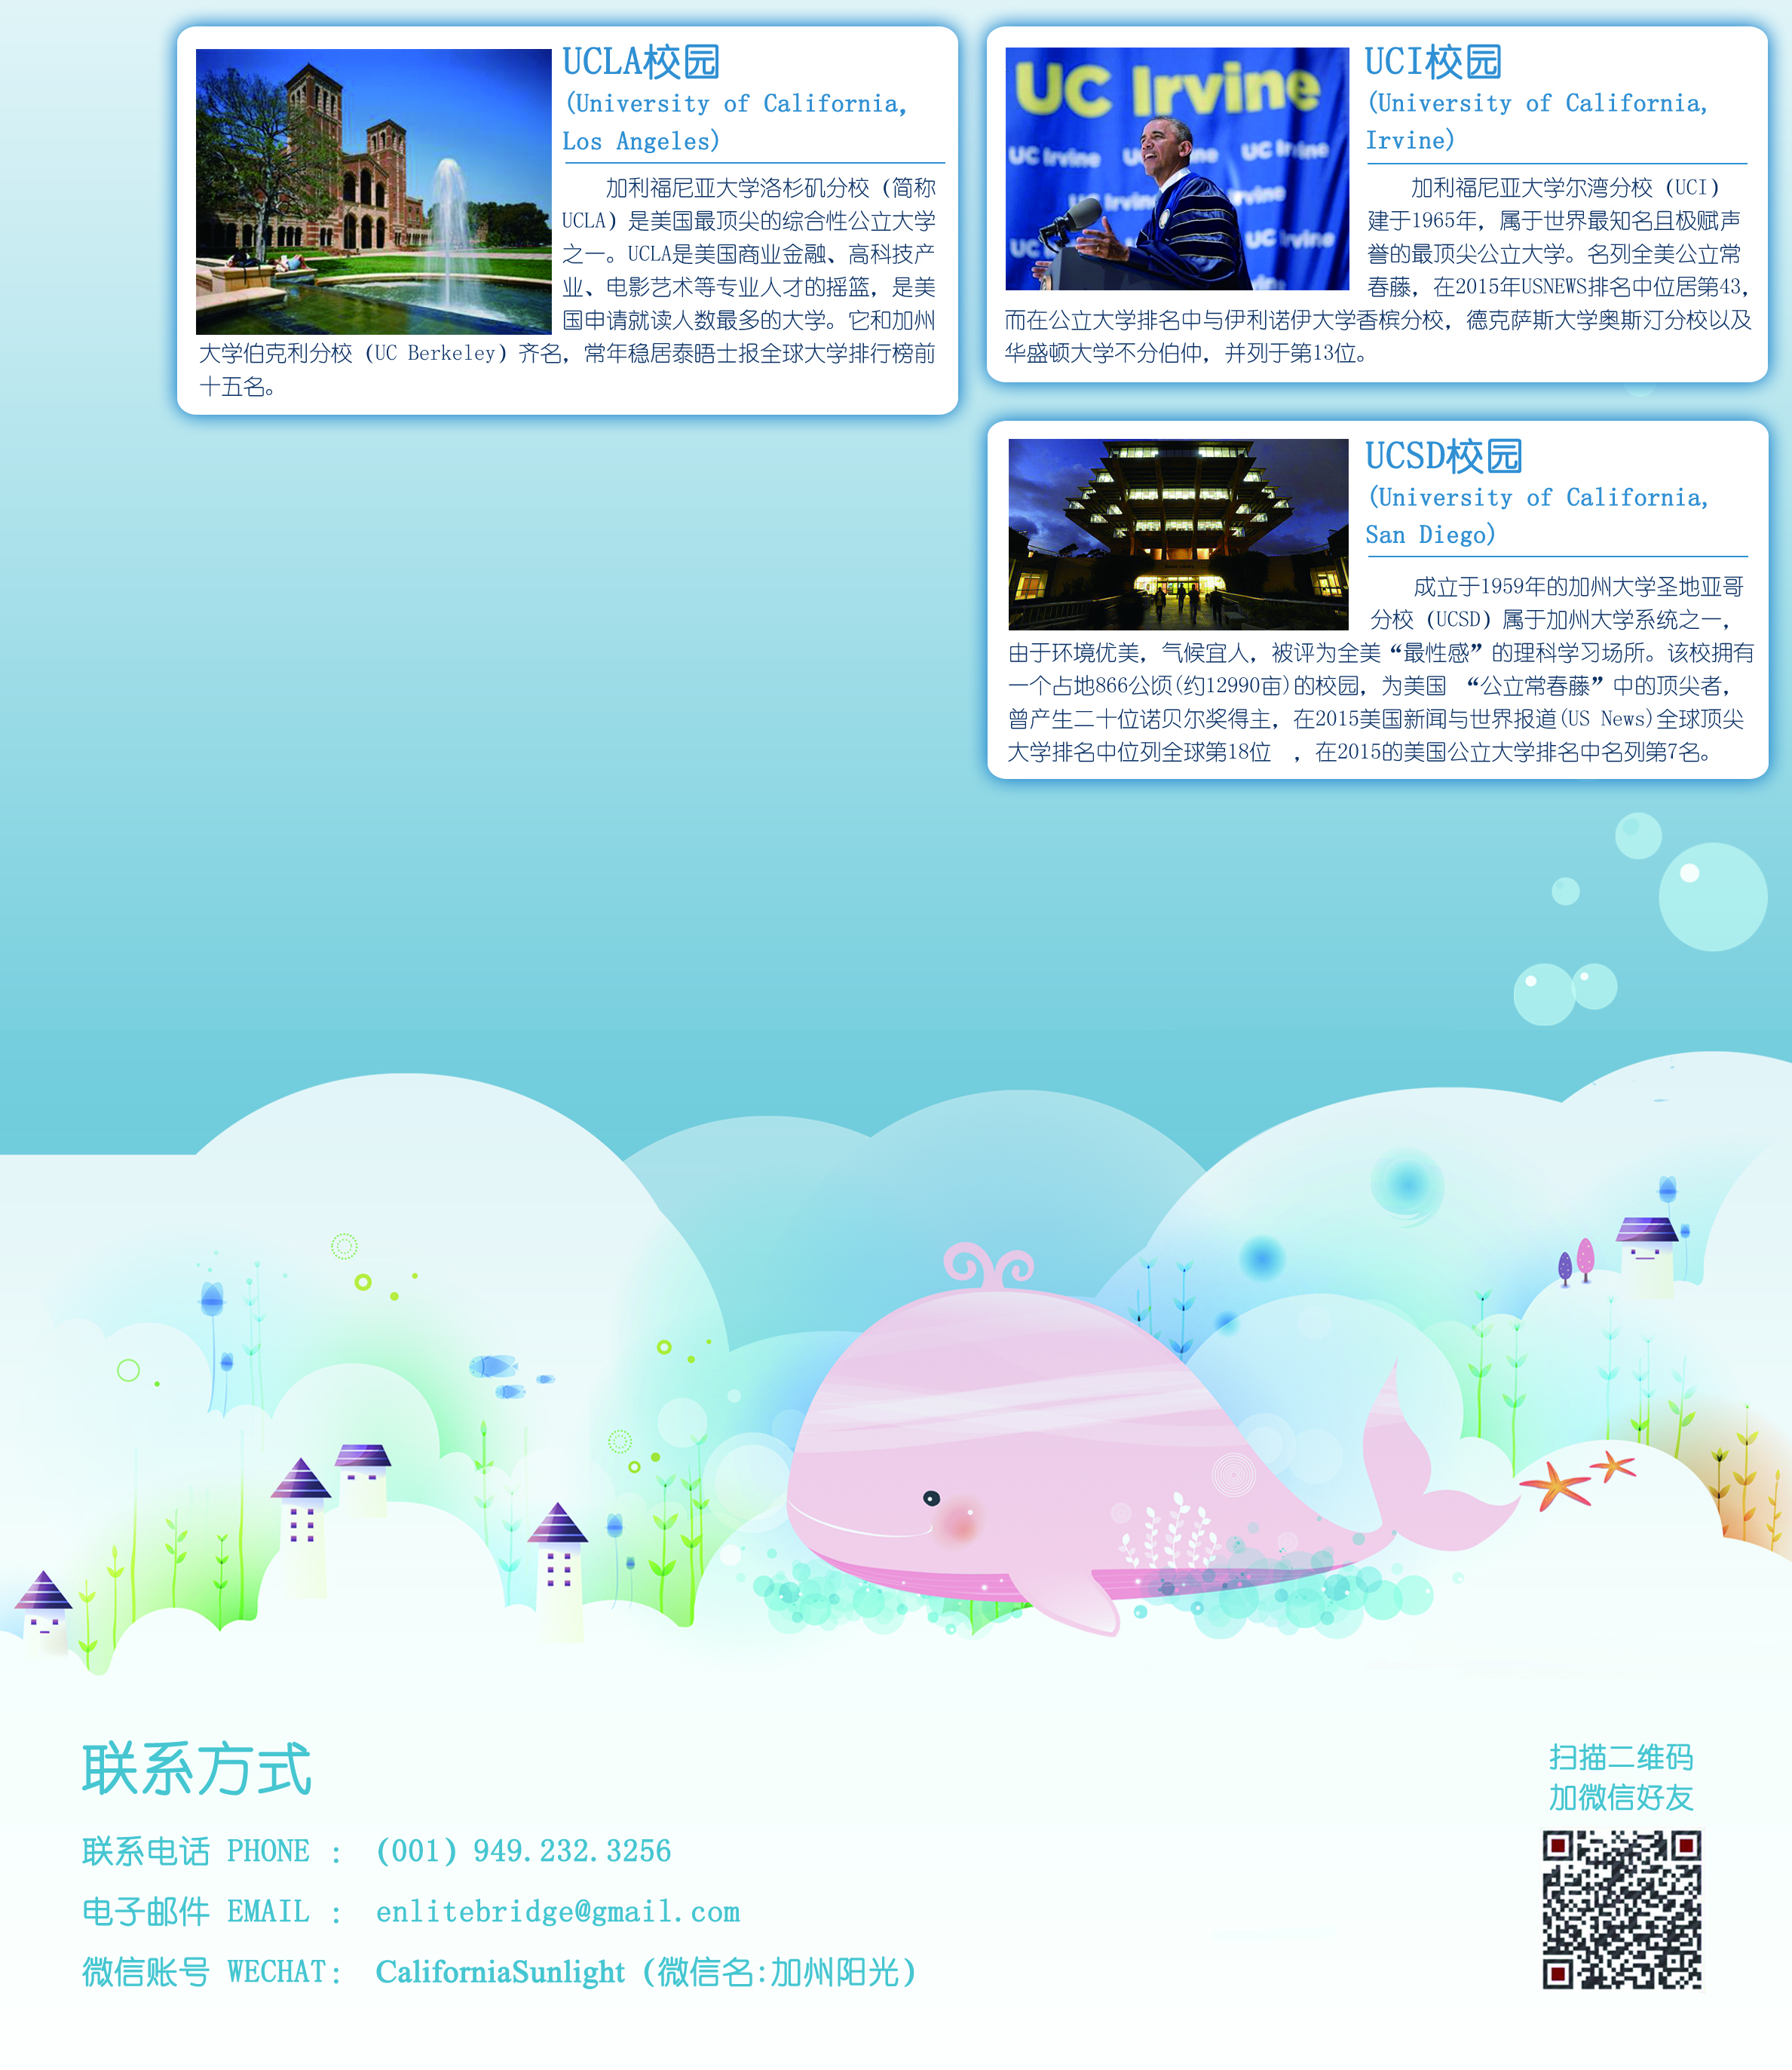 UCLA校园
(University of California,
Los Angeles)
加利福尼亚大学洛杉矶分校（简称
UCLA）是美国最顶尖的综合性公立大学
之一。UCLA是美国商业金融、高科技产
业、电影艺术等专业人才的摇篮，是美
国申请就读人数最多的大学。它和加州
大学伯克利分校（UC Berkeley）齐名，常年稳居泰晤士报全球大学排行榜前
十五名。
UC Irvine
UC Irvine
UC Irvine
UC Irvine
UC Irvine
UCI校园
(University of California,
Irvine)
加利福尼亚大学尔湾分校（UCI）
建于1965年，属于世界最知名且极赋声
誉的最顶尖公立大学。名列全美公立常
春藤，在2015年USNEWS排名中位居第43，
而在公立大学排名中与伊利诺伊大学香槟分校，德克萨斯大学奥斯汀分校以及
华盛顿大学不分伯仲，并列于第13位。
UCSD校园
(University of California,
San Diego)
成立于1959年的加州大学圣地亚哥
分校（UCSD）属于加州大学系统之一，
由于环境优美，气候宜人，被评为全美“最性感”的理科学习场所。该校拥有
一个占地866公顷(约12990亩)的校园，为美国 “公立常春藤”中的顶尖者，
曾产生二十位诺贝尔奖得主，在2015美国新闻与世界报道(US News)全球顶尖
大学排名中位列全球第18位 ，在2015的美国公立大学排名中名列第7名。
联系方式
联系电话 PHONE : (001) 949.232.3256
电子邮件 EMAIL : enlitebridge@gmail.com
微信账号 WECHAT: CaliforniaSunlight (微信名:加州阳光)
扫描二维码
加微信好友